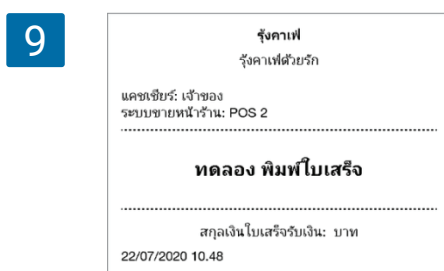 9
รุ้งคาเฟ่
รุ้งคาเฟ่ด้วยรัก
แคชเชียร์: เจ้าของ
ระบบขายหน้าร้าน: POS 2
ทดลอง พิมพ์ใบเสร็จ
สกุลเงินใบเสร็จรับเงิน: บาท
22/07/2020 10.48